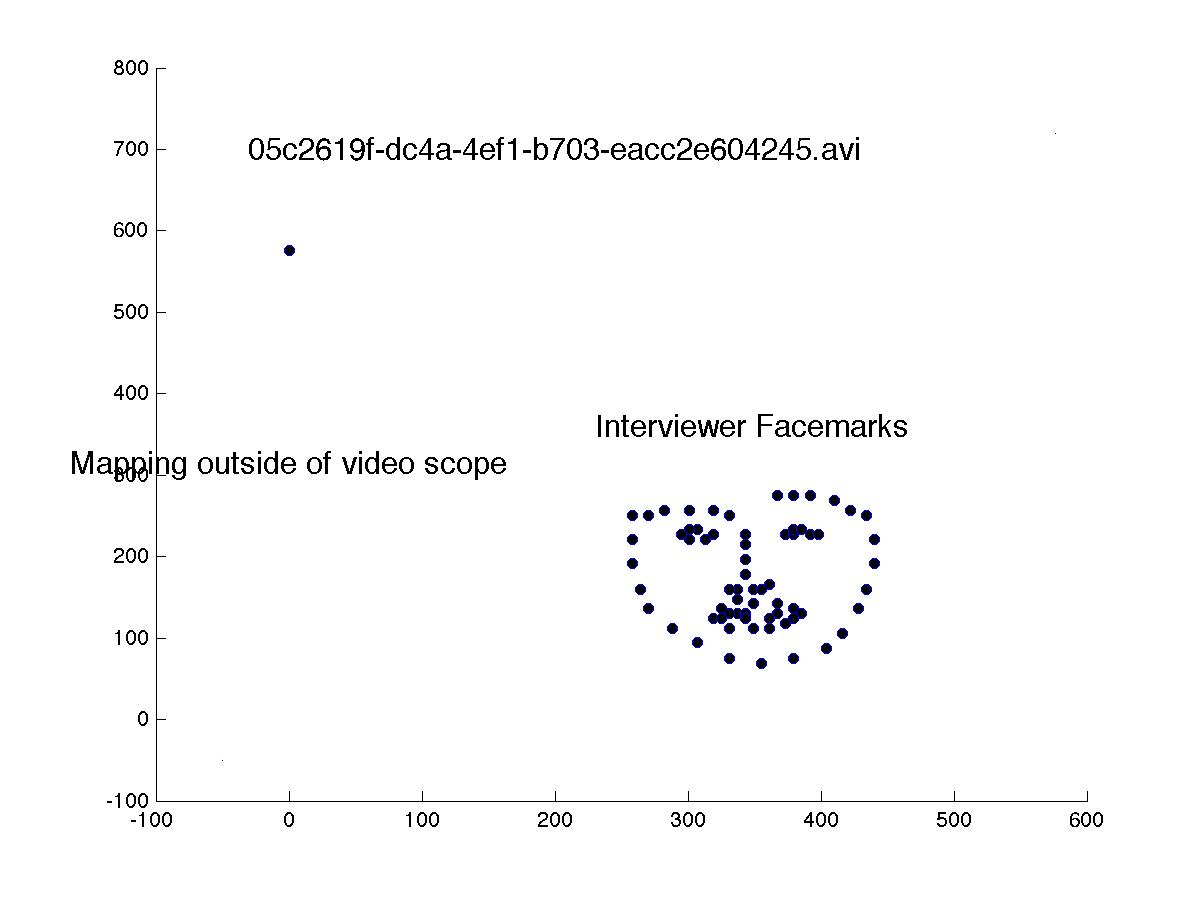 800
700
05c2619f-dc4a-4ef1-b703-eacc2e604245.avi
600
500
400
Interviewer Facemarks
Mapping outside of video scope
300
200
100
0
-100
-100 0 100 200 300 400 500 600